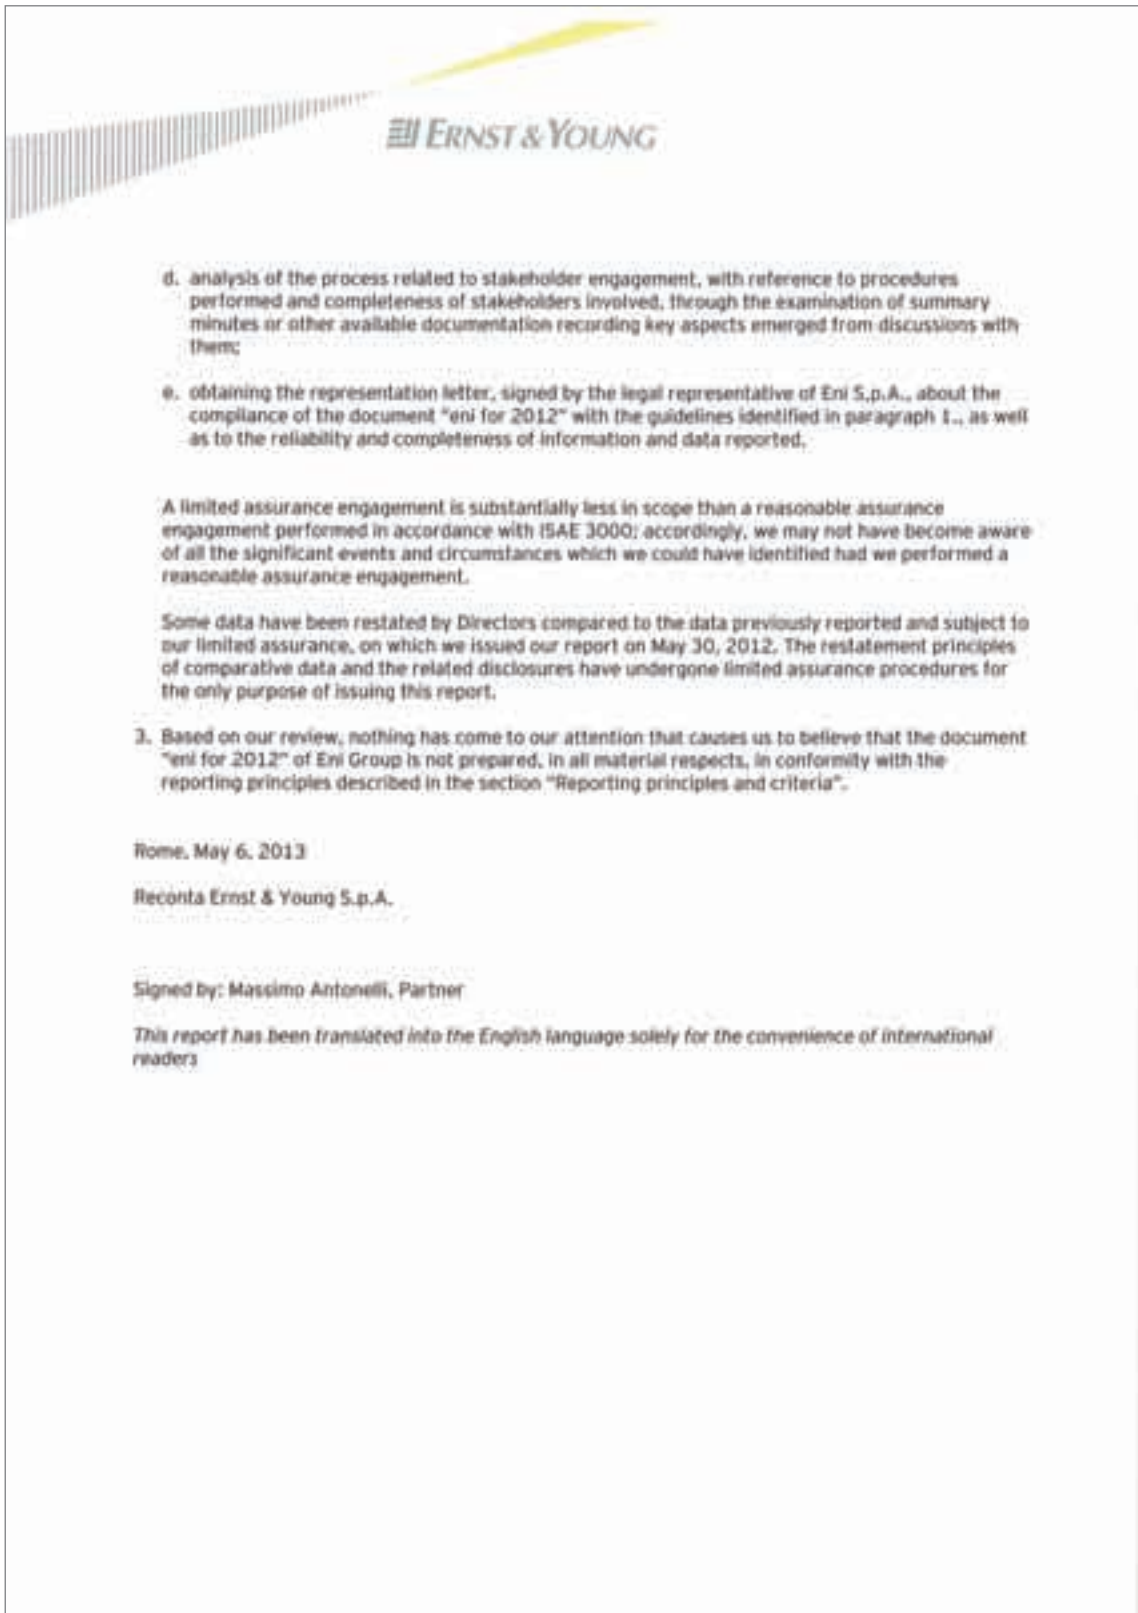 ERNST & YOUNG
d. analysis of the process related to stakeholder engagement, with reference to procedures
performed and completeness of stakeholders involved, through the examination of summary
minutes or other available documentation recording key aspects emerged from discussions with
them;
e. obtaining the representation letter, signed by the legal representative of Eni S.p.A., about the
compliance of the document "eni for 2012" with the guidelines identified in paragraph 1., as well
as to the reliability and completeness of information and data reported.
A limited assurance engagement is substantially less in scope than a reasonable assurance
engagement performed in accordance with ISAE 3000; accordingly, we may not have become aware
of all the significant events and circumstances which we could have identified had we performed a
reasonable assurance engagement.
Some data have been restated by Directors compared to the data previously reported and subject to
our limited assurance, on which we issued our report on May 30, 2012. The restatement principles
of comparative data and the related disclosures have undergone limited assurance procedures for
the only purpose of issuing this report.
3. Based on our review, nothing has come to our attention that causes us to believe that the document
"eni for 2012" of Eni Group is not prepared, in all material respects, in conformity with the
reporting principles described in the section "Reporting principles and criteria".
Rome, May 6, 2013
Reconta Ernst & Young S.p.A.
Signed by: Massimo Antonelli, Partner
This report has been translated into the English language solely for the convenience of international
readers